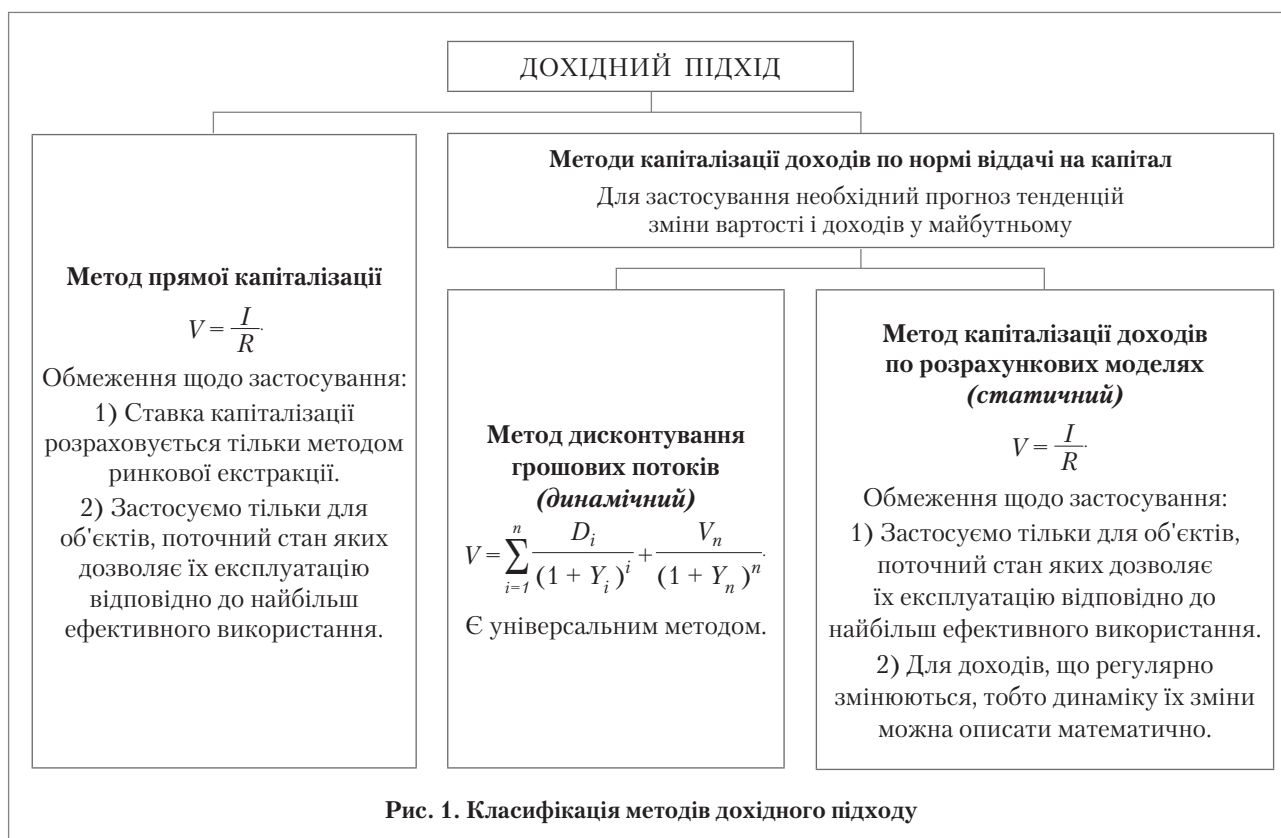 ДОХІДНИЙ ПІДХІД
Метод прямої капіталізації
V = I/R.
Обмеження щодо застосування:
1) Ставка капіталізації
розраховується тільки методом
ринкової екстракції.
2) Застосуємо тільки для
об'єктів, поточний стан яких
дозволяє їх експлуатацію
відповідно до найбільш
ефективного використання.
Методи капіталізації доходів по нормі віддачі на капітал
Для застосування необхідний прогноз тенденцій
зміни вартості і доходів у майбутньому
Метод дисконтування
грошових потоків
(динамічний)
V = ∑_{i=1}^{n} D_i/(1 + Y_i)^i + V_n/(1 + Y_n)^n.
Є універсальним методом.
Метод капіталізації доходів
по розрахункових моделях
(статичний)
V = I/R.
Обмеження щодо застосування:
1) Застосуємо тільки для об'єктів,
поточний стан яких дозволяє
їх експлуатацію відповідно до
найбільш ефективного використання.
2) Для доходів, що регулярно
змінюються, тобто динаміку їх зміни
можна описати математично.
Рис. 1. Класифікація методів дохідного підходу